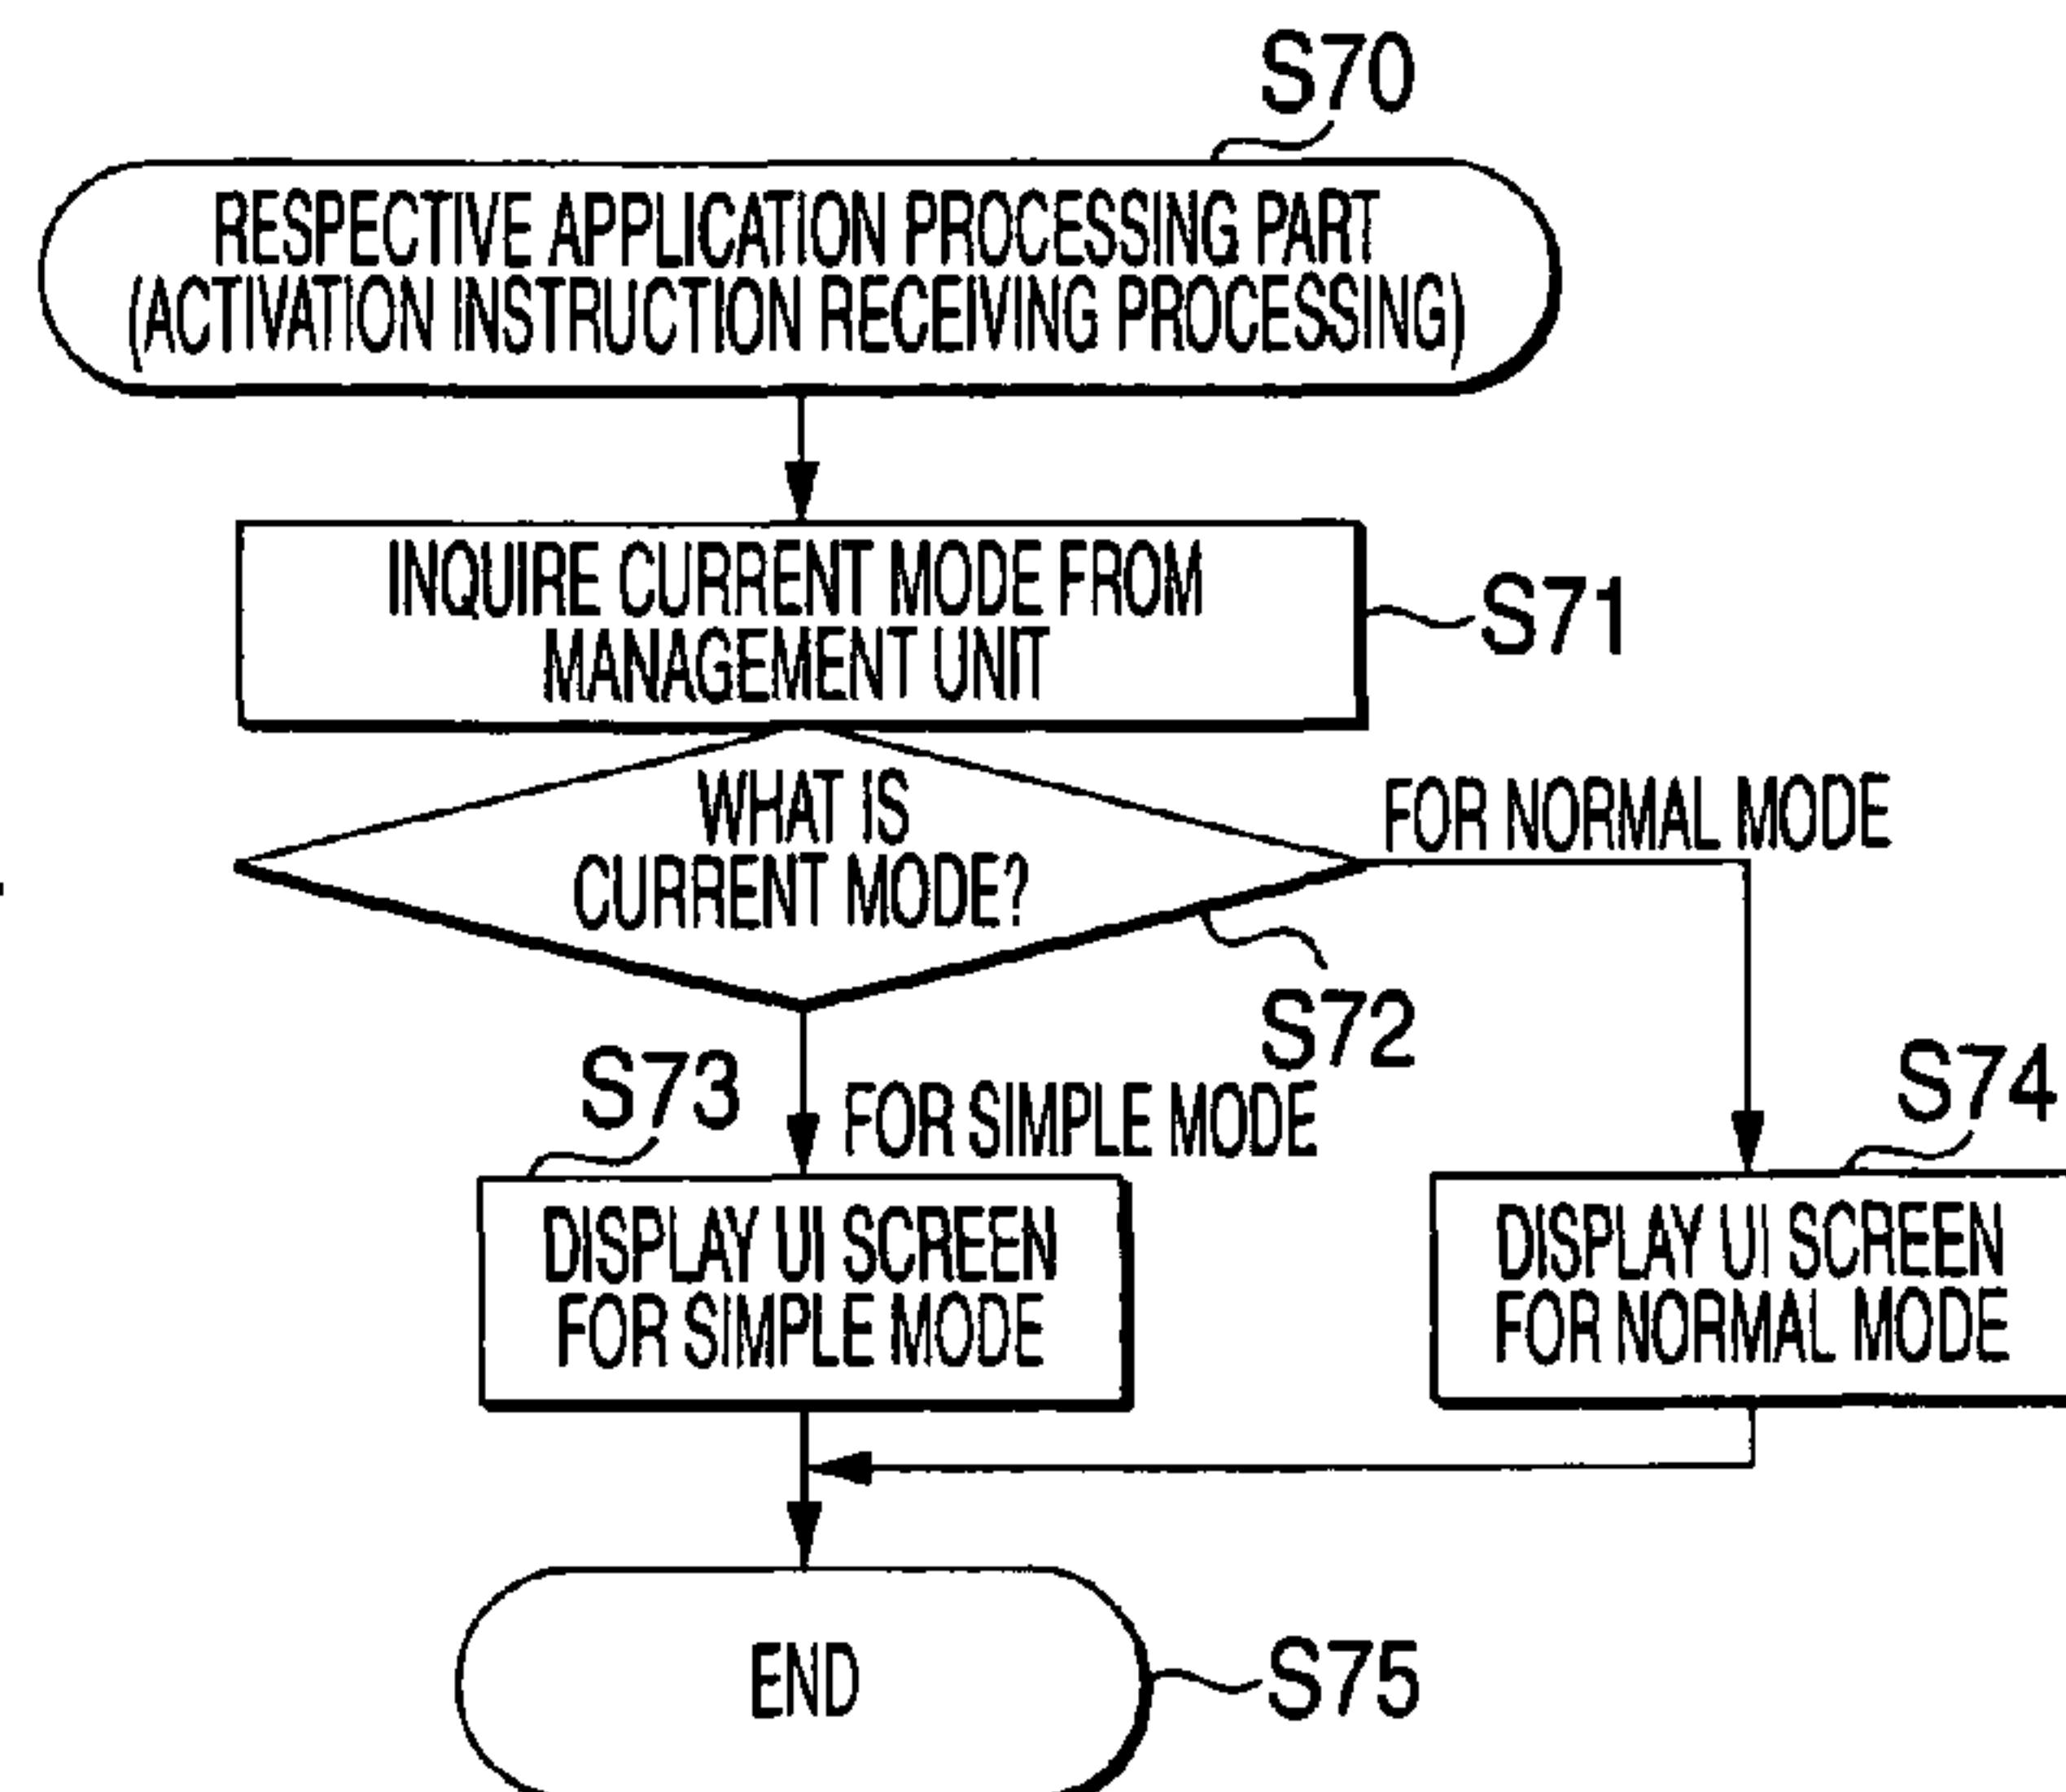 S70
RESPECTIVE APPLICATION PROCESSING PART
(ACTIVATION INSTRUCTION RECEIVING PROCESSING)
INQUIRE CURRENT MODE FROM
MANAGEMENT UNIT
S71
WHAT IS
CURRENT MODE?
FOR NORMAL MODE
S72
S73
FOR SIMPLE MODE
S74
DISPLAY UI SCREEN
FOR SIMPLE MODE
DISPLAY UI SCREEN
FOR NORMAL MODE
END
S75